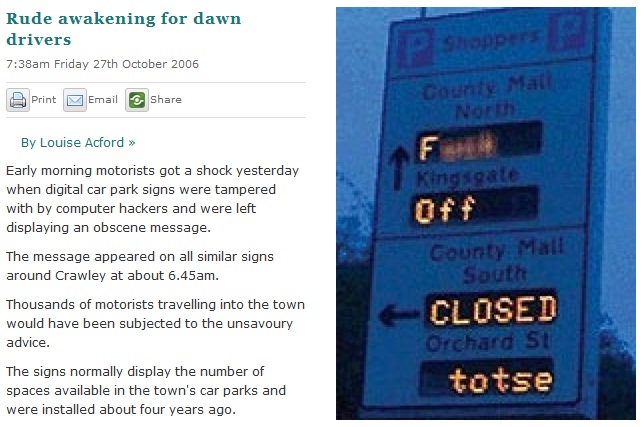 Rude awakening for dawn
drivers
7:38am Friday 27th October 2006
Print Email Share
By Louise Acford »
Early morning motorists got a shock yesterday
when digital car park signs were tampered
with by computer hackers and were left
displaying an obscene message.
The message appeared on all similar signs
around Crawley at about 6.45am.
Thousands of motorists travelling into the town
would have been subjected to the unsavoury
advice.
The signs normally display the number of
spaces available in the town's car parks and
were installed about four years ago.
P Shoppers P
County Mall
North
F
Kingsgate
Off
County Mall
South
CLOSED
Orchard St
totse